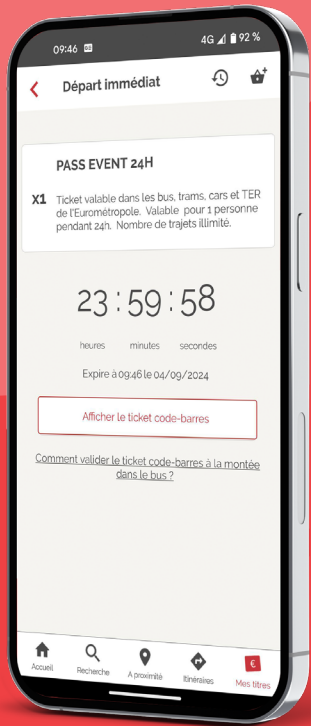 09:46
4G 92 %
Départ immédiat
PASS EVENT 24H
X1
Ticket valable dans les bus, trams, cars et TER
de l'Eurométropole. Valable pour 1 personne
pendant 24h. Nombre de trajets illimité.
23 : 59 : 58
heures minutes secondes
Expire à 09:46 le 04/09/2024
Afficher le ticket code-barres
Comment valider le ticket code-barres à la montée
dans le bus ?
Accueil Recherche A proximité Itinéraires Mes titres